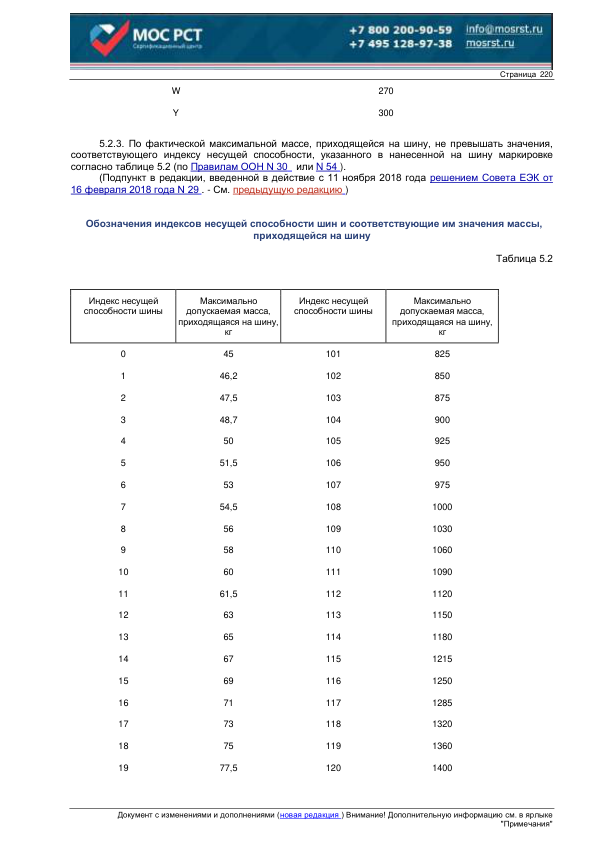 МОС РСТ
Сертификационный центр
+7 800 200-90-59
+7 495 128-97-38
info@mosrst.ru
mosrst.ru
Страница 220
W 270
Y 300
5.2.3. По фактической максимальной массе, приходящейся на шину, не превышать значения,
соответствующего индексу несущей способности, указанного в нанесенной на шину маркировке
согласно таблице 5.2 (по Правилам ООН N 30 или N 54 ).
(Подпункт в редакции, введенной в действие с 11 ноября 2018 года решением Совета ЕЭК от
16 февраля 2018 года N 29 . - См. предыдущую редакцию )
Обозначения индексов несущей способности шин и соответствующие им значения массы,
приходящейся на шину
Таблица 5.2
Индекс несущей
способности шины
Максимально
допускаемая масса,
приходящаяся на шину,
кг
Индекс несущей
способности шины
Максимально
допускаемая масса,
приходящаяся на шину,
кг
0 45 101 825
1 46,2 102 850
2 47,5 103 875
3 48,7 104 900
4 50 105 925
5 51,5 106 950
6 53 107 975
7 54,5 108 1000
8 56 109 1030
9 58 110 1060
10 60 111 1090
11 61,5 112 1120
12 63 113 1150
13 65 114 1180
14 67 115 1215
15 69 116 1250
16 71 117 1285
17 73 118 1320
18 75 119 1360
19 77,5 120 1400
Документ с изменениями и дополнениями (новая редакция ) Внимание! Дополнительную информацию см. в ярлыке
"Примечания"